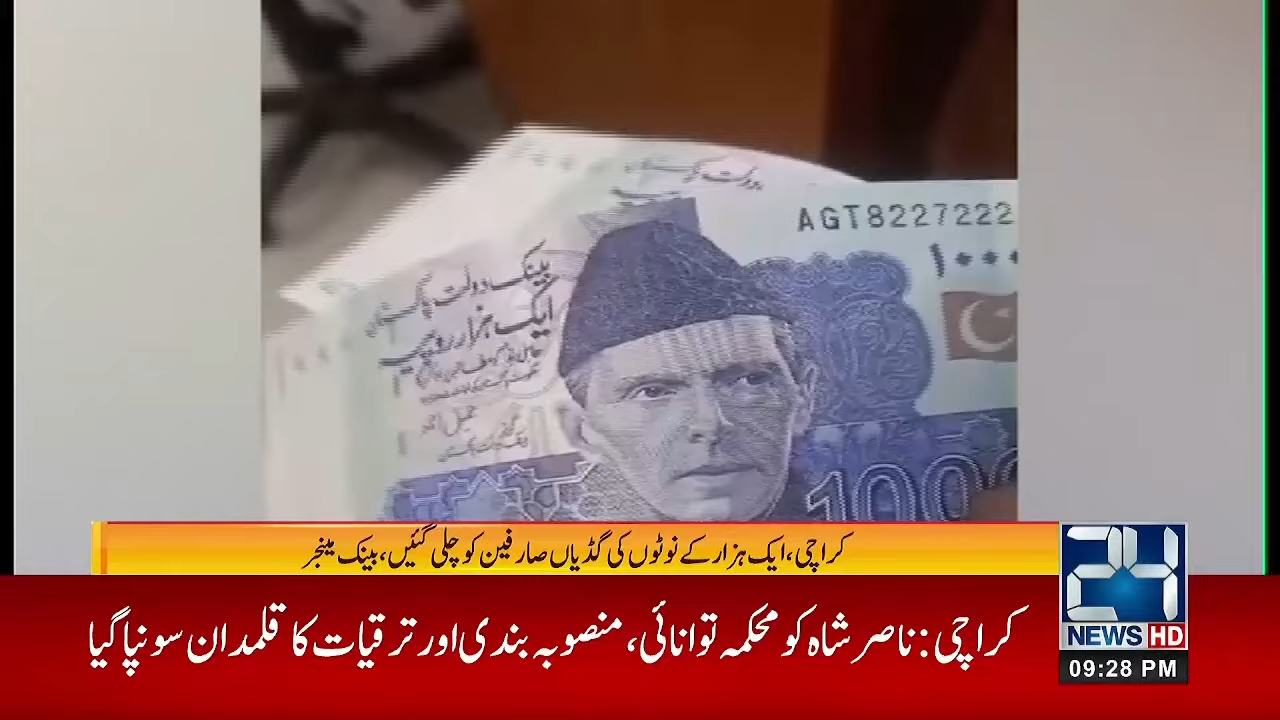 AGT8227222
۱۰۰۰
بینک دولت پاکستان
ایک ہزار روپیہ
1000
کراچی، ایک ہزار کے نوٹوں کی گڈیاں صارفین کو چلی گئیں، بینک مینجر
کراچی: ناصر شاہ کو محکمہ توانائی، منصوبہ بندی اور ترقیات کا قلمدان سونپا گیا
24
NEWS HD
09:28 PM